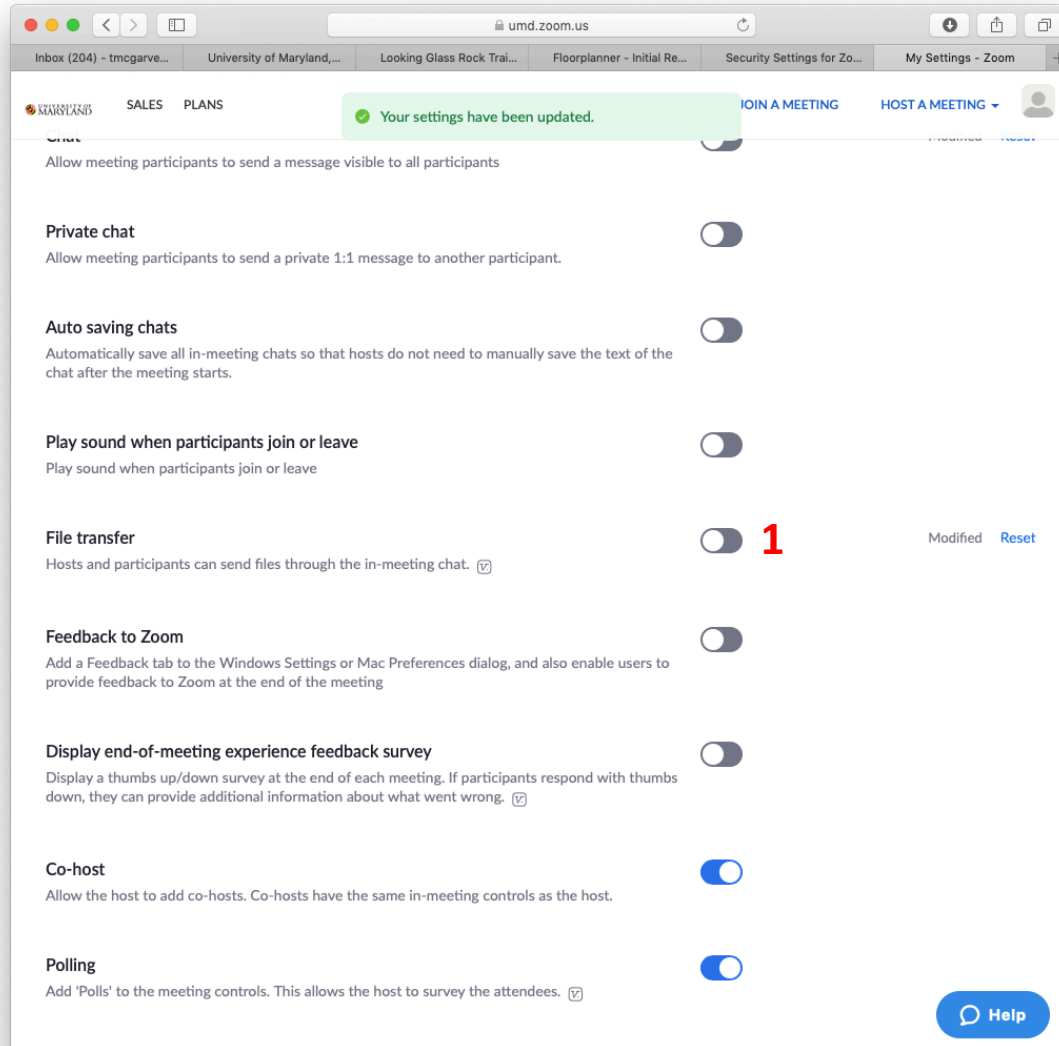 umd.zoom.us
Inbox (204) - tmcgarve...
University of Maryland,...
Looking Glass Rock Trai...
Floorplanner - Initial Re...
Security Settings for Zo...
My Settings - Zoom
UNIVERSITY OF
MARYLAND
SALES
PLANS
Your settings have been updated.
JOIN A MEETING
HOST A MEETING
Chat
Modified
Reset
Allow meeting participants to send a message visible to all participants
Private chat
Allow meeting participants to send a private 1:1 message to another participant.
Auto saving chats
Automatically save all in-meeting chats so that hosts do not need to manually save the text of the
chat after the meeting starts.
Play sound when participants join or leave
Play sound when participants join or leave
File transfer
1
Modified
Reset
Hosts and participants can send files through the in-meeting chat.
Feedback to Zoom
Add a Feedback tab to the Windows Settings or Mac Preferences dialog, and also enable users to
provide feedback to Zoom at the end of the meeting
Display end-of-meeting experience feedback survey
Display a thumbs up/down survey at the end of each meeting. If participants respond with thumbs
down, they can provide additional information about what went wrong.
Co-host
Allow the host to add co-hosts. Co-hosts have the same in-meeting controls as the host.
Polling
Add 'Polls' to the meeting controls. This allows the host to survey the attendees.
Help